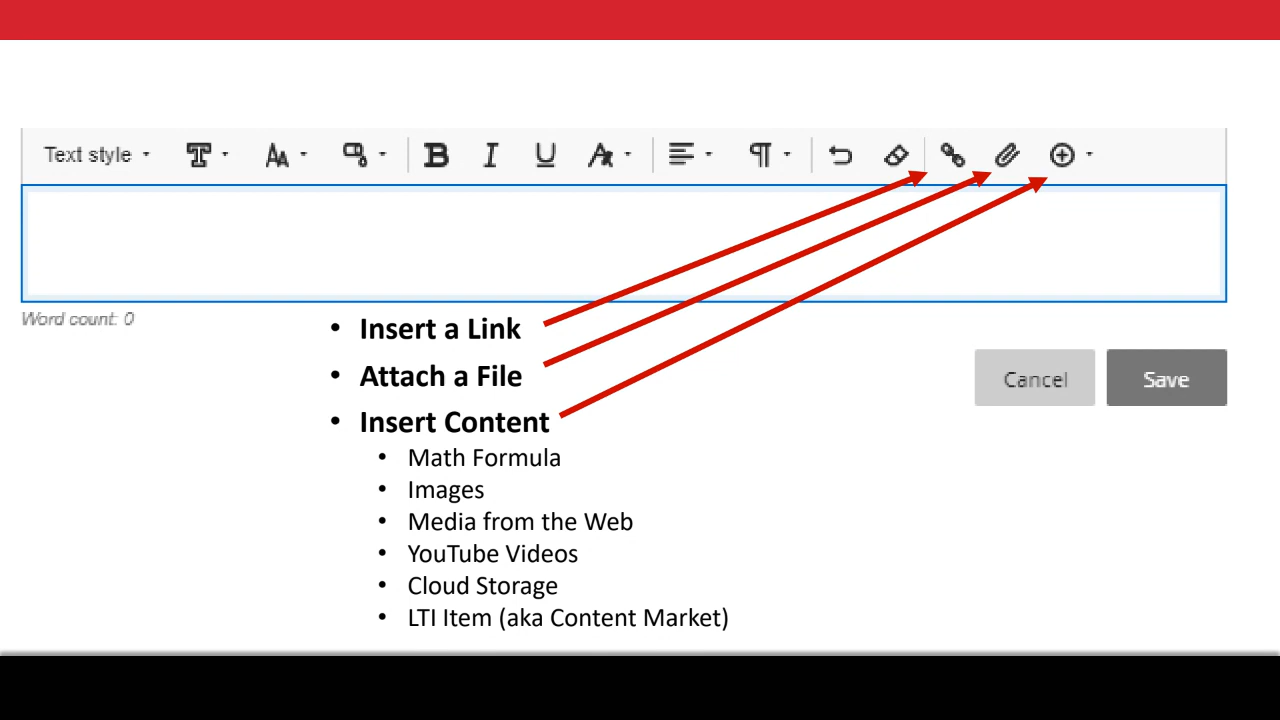 Text style
Word count: 0
• Insert a Link
• Attach a File
• Insert Content
• Math Formula
• Images
• Media from the Web
• YouTube Videos
• Cloud Storage
• LTI Item (aka Content Market)
Cancel
Save